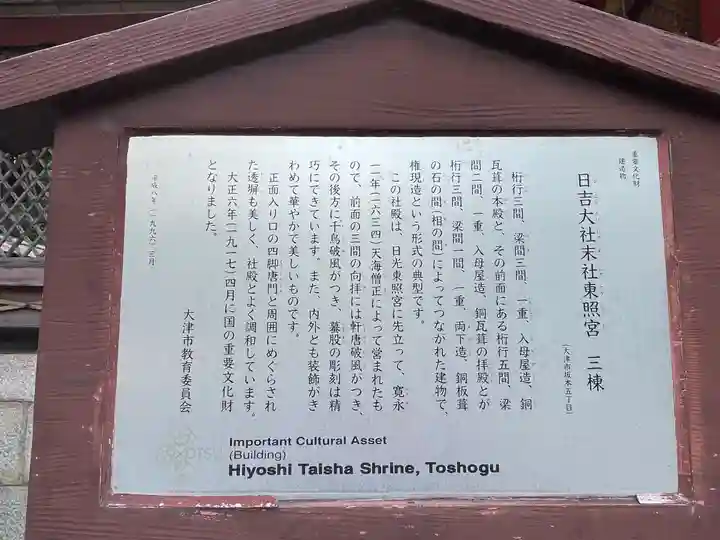 重要文化財
建造物
日吉大社末社東照宮 三棟
(大津市坂本五丁目)
桁行三間、梁間三間、一重、入母屋造、銅
瓦葺の本殿と、その前面にある桁行五間、梁
間二間、一重、入母屋造、銅瓦葺の拝殿とが
桁行三間、梁間一間、一重、両下造、銅板葺
の石の間(相の間)によってつながれた建物で、
権現造という形式の典型です。
この社殿は、日光東照宮に先立って、寛永
一一年(一六三四)天海僧正によって営まれたも
ので、前面の三間の向拝には軒唐破風がつき、
その後方に千鳥破風がつき、蟇股の彫刻は精
巧にできています。また、内外とも装飾がき
わめて華やかで美しいものです。
正面入り口の四脚唐門と周囲にめぐらされ
た透塀も美しく、社殿とよく調和しています。
大正六年(一九一七)四月に国の重要文化財
となりました。
平成八年(一九九六)三月
大津市教育委員会
Important Cultural Asset
(Building)
Hiyoshi Taisha Shrine, Toshogu